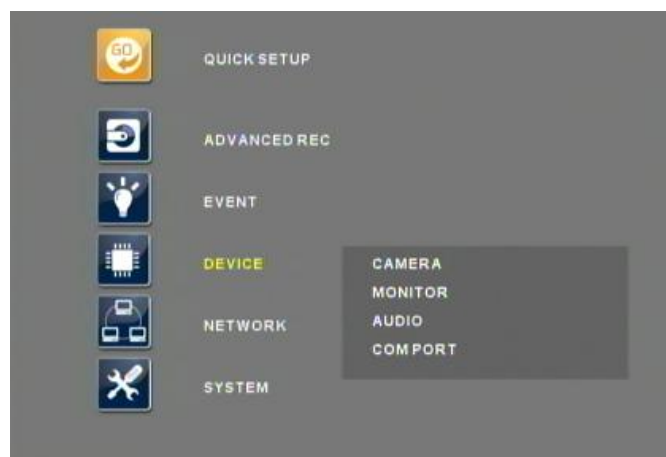 GO
QUICK SETUP
ADVANCED REC
EVENT
DEVICE
CAMERA
MONITOR
AUDIO
COM PORT
NETWORK
SYSTEM